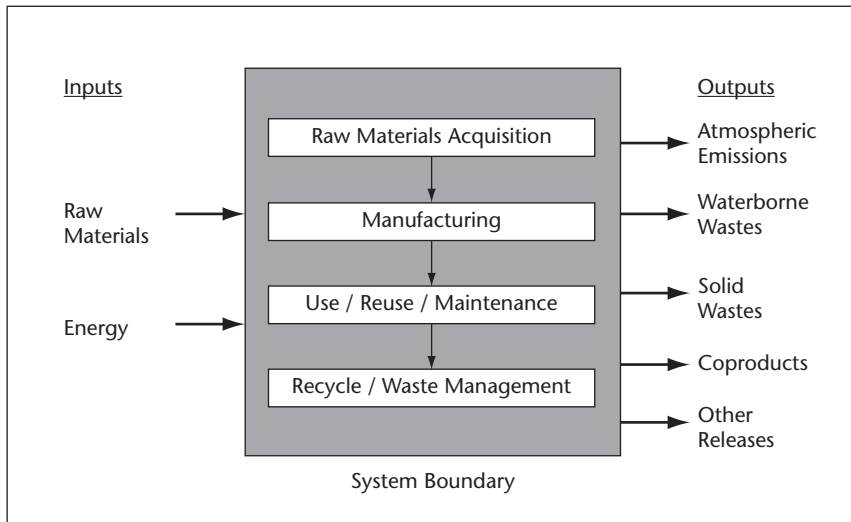 Inputs
Outputs
Raw Materials Acquisition
Atmospheric
Emissions
Raw
Materials
Manufacturing
Waterborne
Wastes
Energy
Use / Reuse / Maintenance
Solid
Wastes
Recycle / Waste Management
Coproducts
Other
Releases
System Boundary